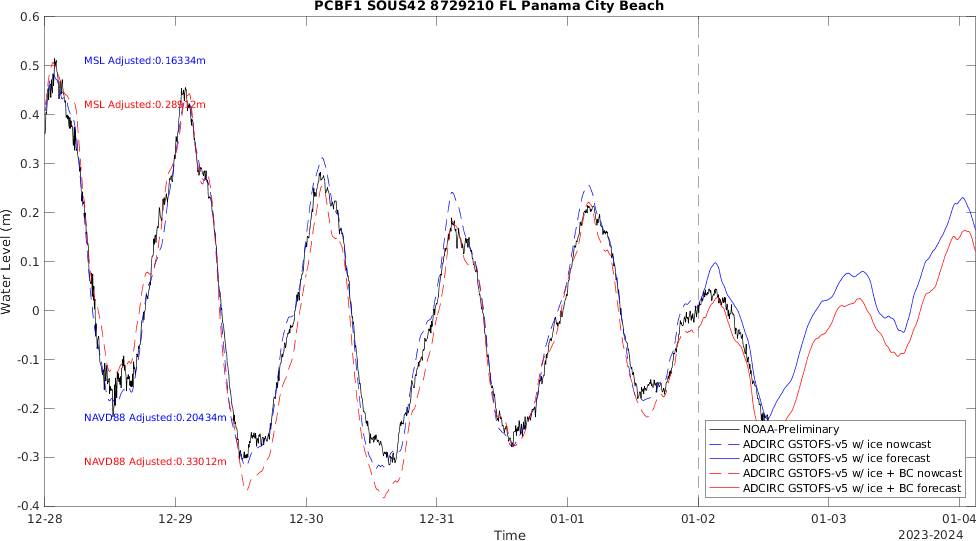 PCBF1 SOUS42 8729210 FL Panama City Beach
0.6
0.5
0.4
0.3
0.2
0.1
0
-0.1
-0.2
-0.3
-0.4
Water Level (m)
MSL Adjusted:0.16334m
MSL Adjusted:
NAVD88 Adjusted:0.20434m
NAVD88 Adjusted:0.33012m
NOAA-Preliminary
ADCIRC GSTOFS-v5 w/ ice nowcast
ADCIRC GSTOFS-v5 w/ ice forecast
ADCIRC GSTOFS-v5 w/ ice + BC nowcast
ADCIRC GSTOFS-v5 w/ ice + BC forecast
12-28
12-29
12-30
12-31
01-01
01-02
01-03
01-04
Time
2023-2024